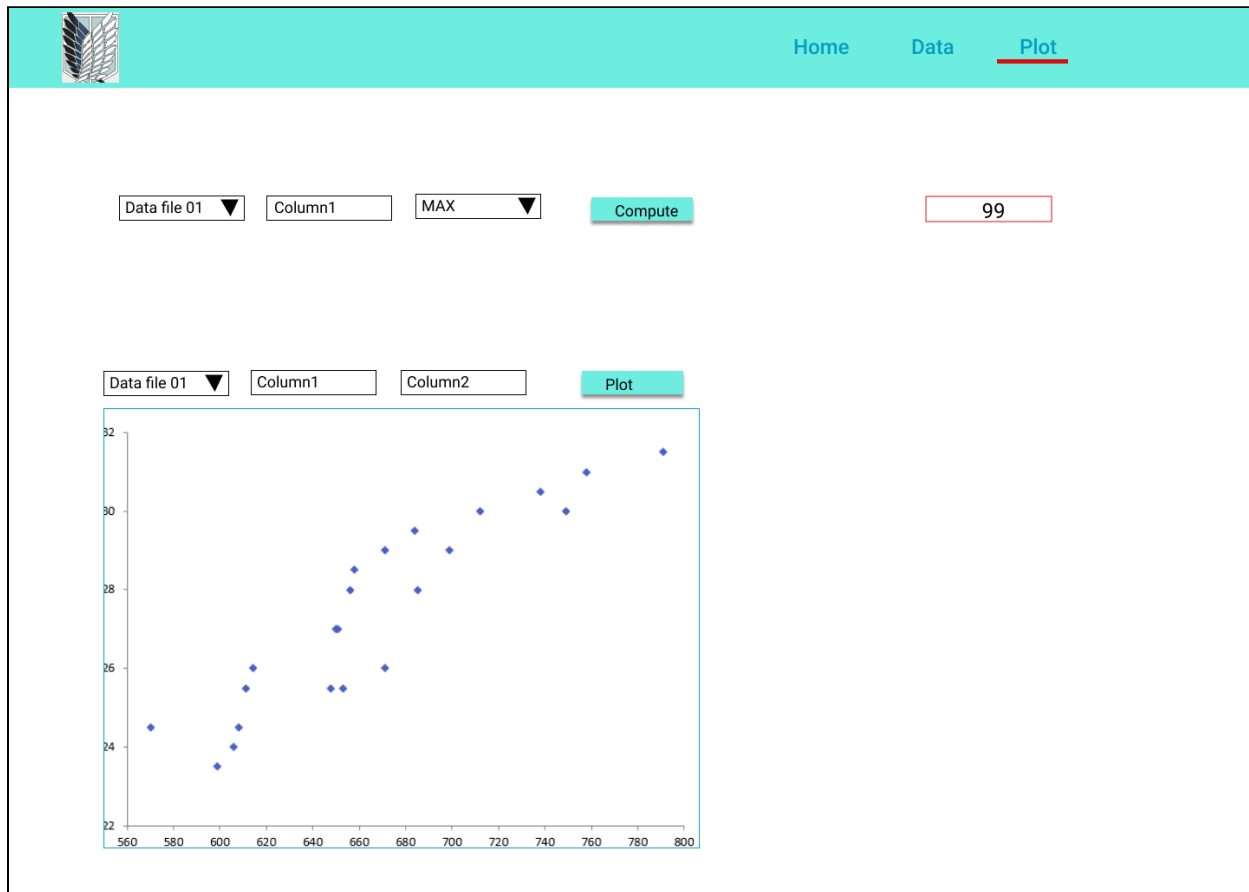 Home Data Plot
Data file 01 Column1 MAX Compute 99
Data file 01 Column1 Column2 Plot
32
30
28
26
24
22
560 580 600 620 640 660 680 700 720 740 760 780 800